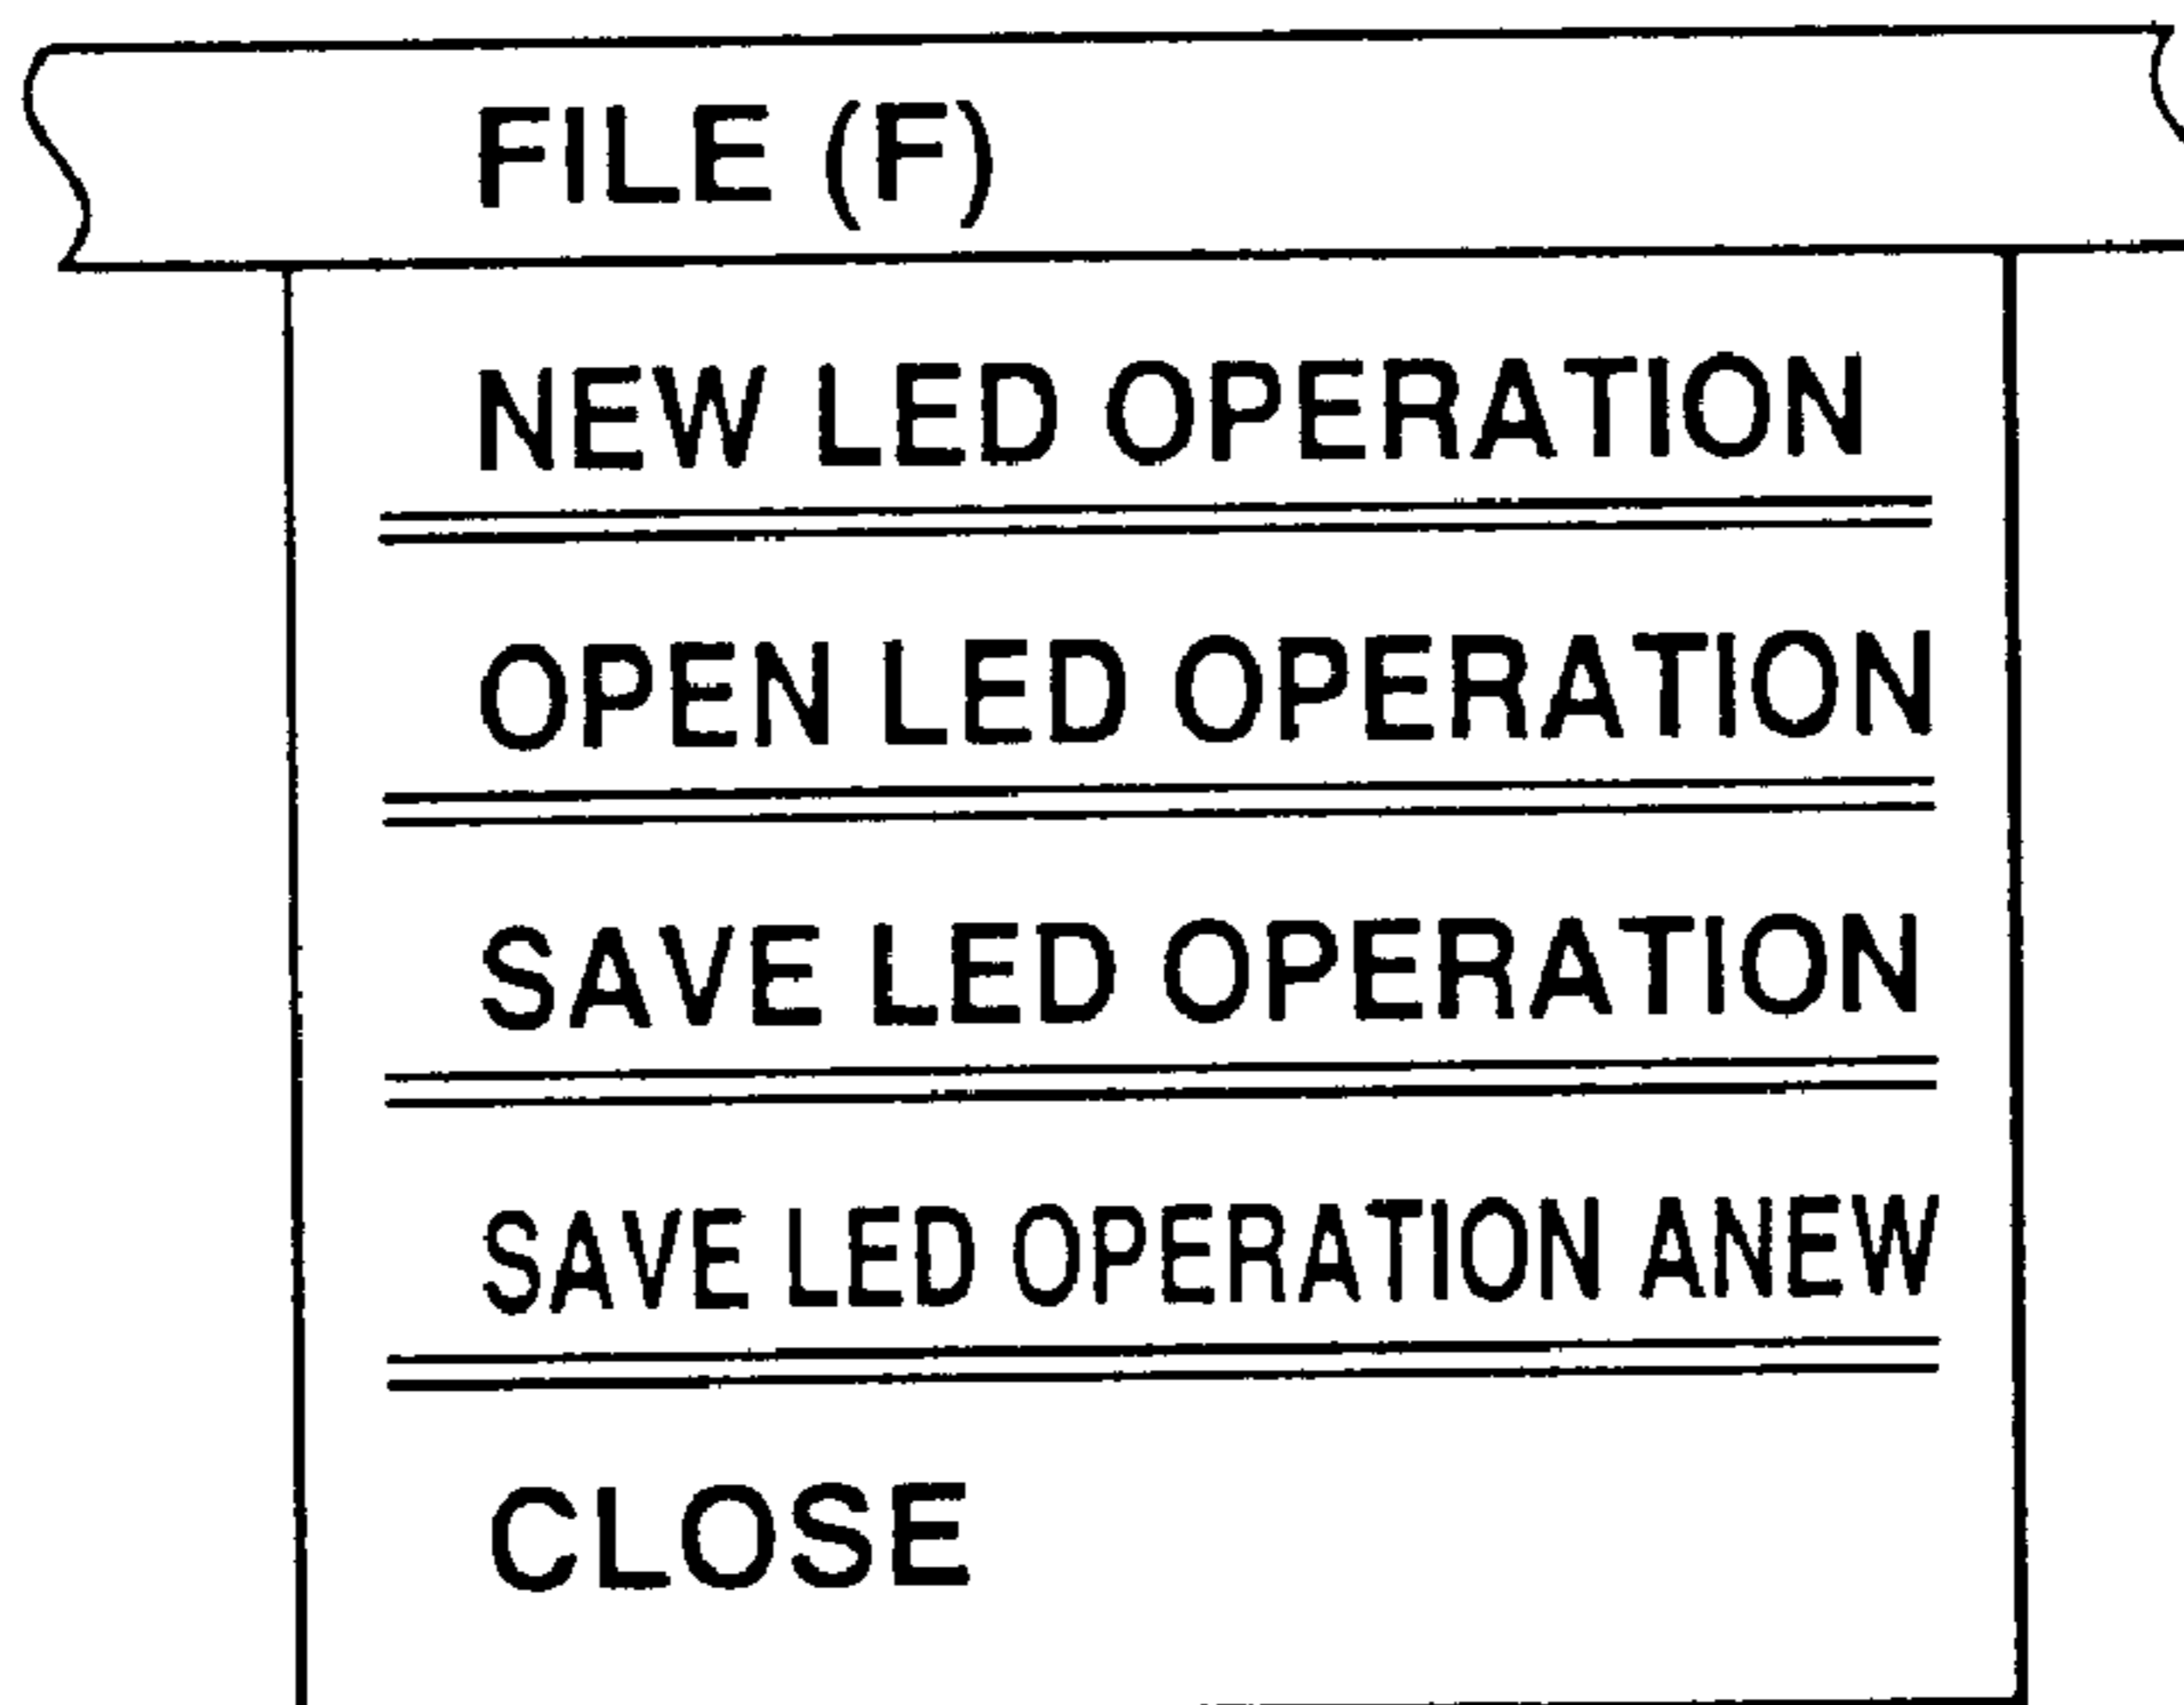 FILE (F)
NEW LED OPERATION
OPEN LED OPERATION
SAVE LED OPERATION
SAVE LED OPERATION ANEW
CLOSE